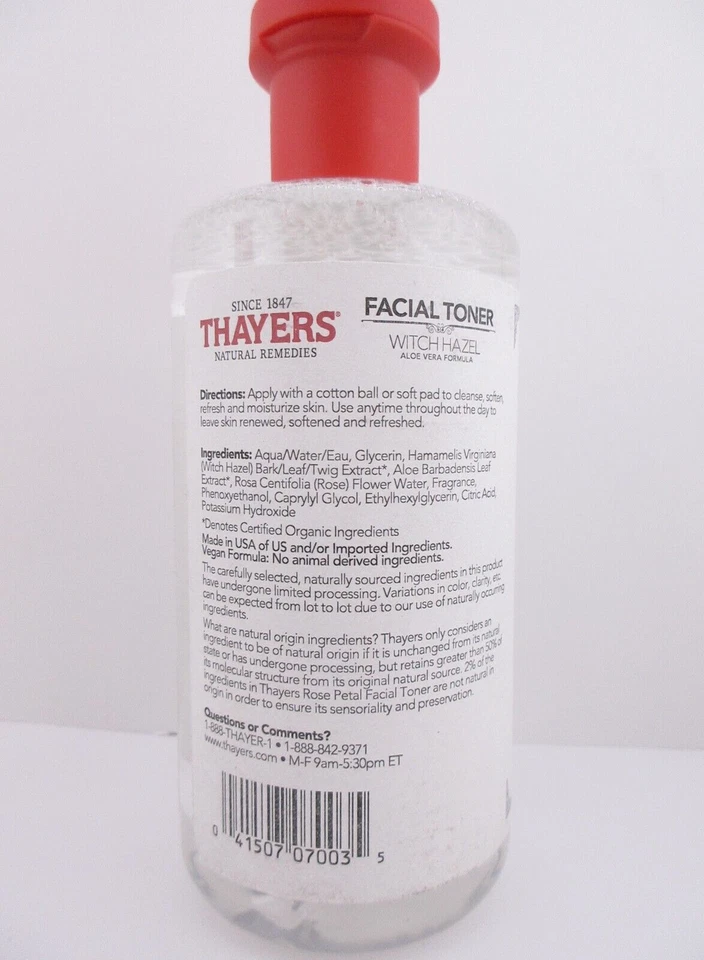 SINCE 1847
THAYERS®
NATURAL REMEDIES
FACIAL TONER
WITCH HAZEL
ALOE VERA FORMULA
Directions: Apply with a cotton ball or soft pad to cleanse, soften,
refresh and moisturize skin. Use anytime throughout the day to
leave skin renewed, softened and refreshed.
Ingredients: Aqua/Water/Eau, Glycerin, Hamamelis Virginiana
(Witch Hazel) Bark/Leaf/Twig Extract*, Aloe Barbadensis Leaf
Extract*, Rosa Centifolia (Rose) Flower Water, Fragrance,
Phenoxyethanol, Caprylyl Glycol, Ethylhexylglycerin, Citric Acid,
Potassium Hydroxide
*Denotes Certified Organic Ingredients
Made in USA of US and/or Imported Ingredients.
Vegan Formula: No animal derived ingredients.
The carefully selected, naturally sourced ingredients in this product
have undergone limited processing. Variations in color, clarity, etc.
can be expected from lot to lot due to our use of naturally occurring
ingredients.
What are natural origin ingredients? Thayers only considers an
ingredient to be of natural origin if it is unchanged from its natural
state or has undergone processing, but retains greater than 50% of
its molecular structure from its original natural source. 2% of the
ingredients in Thayers Rose Petal Facial Toner are not natural in
origin in order to ensure its sensoriality and preservation.
Questions or Comments?
1-888-THAYER-1 • 1-888-842-9371
www.thayers.com • M-F 9am-5:30pm ET
0 41507 07003 5